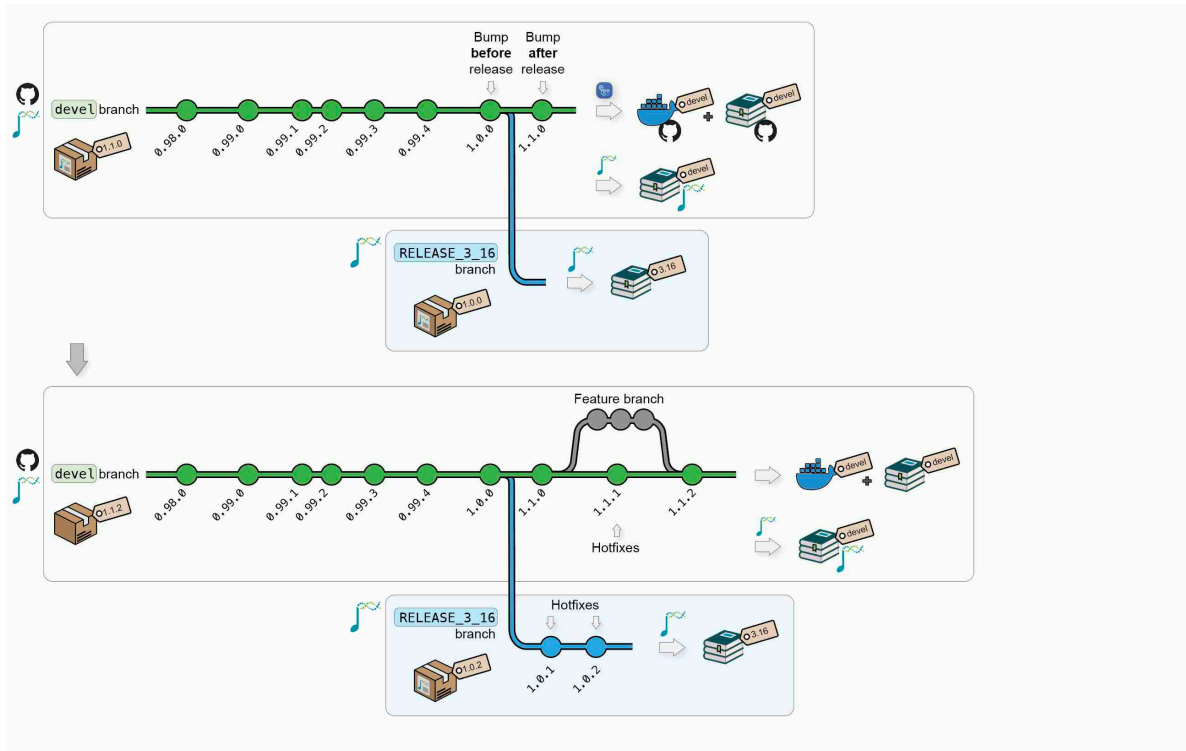 Bump
before
release
Bump
after
release
devel branch
0.98.0
0.99.0
0.99.1
0.99.2
0.99.3
0.99.4
1.0.0
1.1.0
1.1.0
devel
devel
devel
RELEASE_3_16
branch
1.0.0
3.16
Feature branch
devel branch
0.98.0
0.99.0
0.99.1
0.99.2
0.99.3
0.99.4
1.0.0
1.1.0
1.1.1
1.1.2
1.1.2
Hotfixes
devel
devel
devel
RELEASE_3_16
branch
Hotfixes
1.0.1
1.0.2
1.0.2
3.16